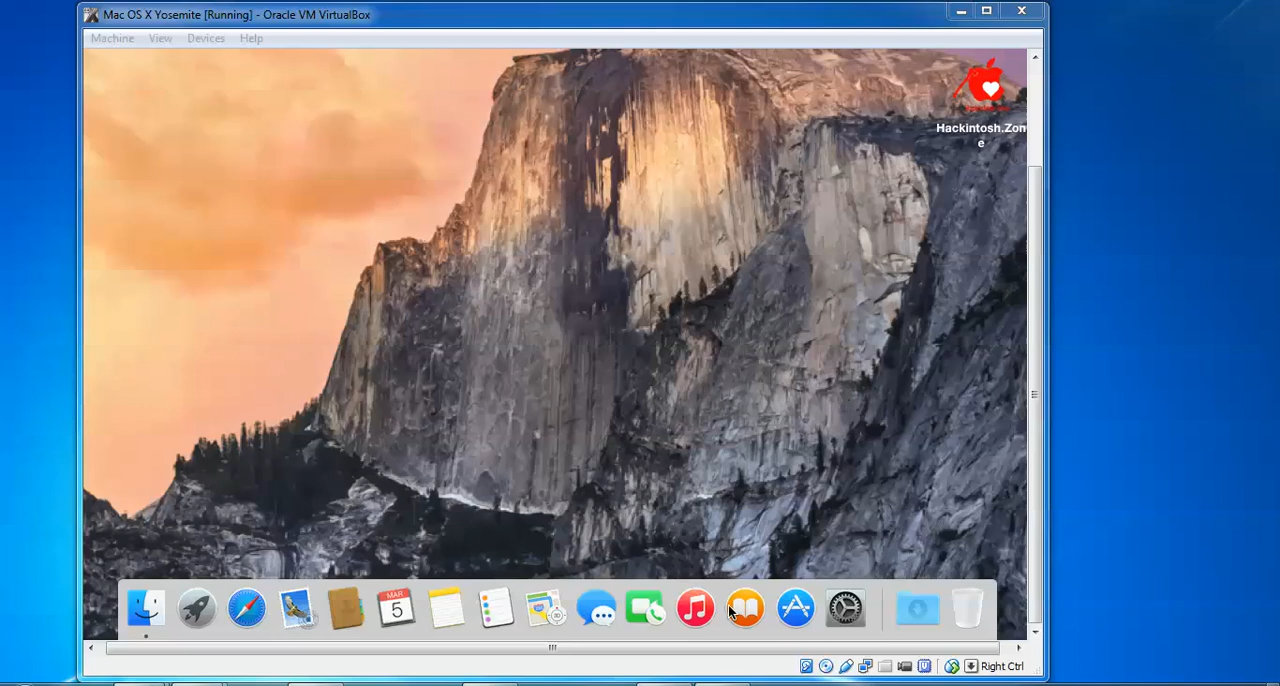 Mac OS X Yosemite [Running] - Oracle VM VirtualBox
Machine View Devices Help
Hackintosh.Zon
e
MAR
5
Right Ctrl